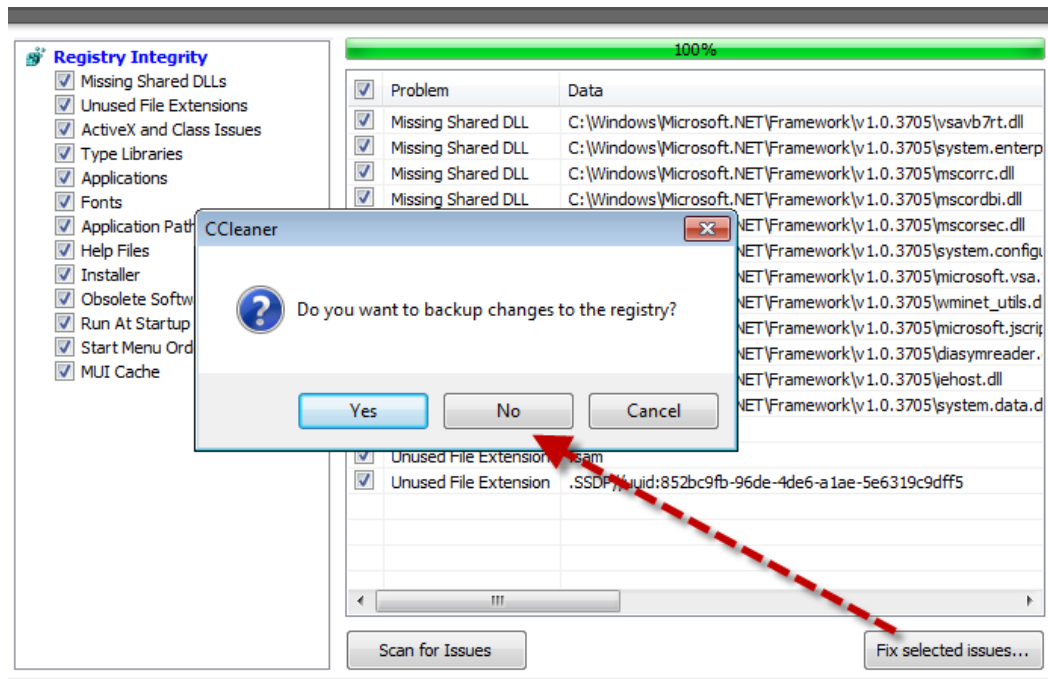 Registry Integrity
Missing Shared DLLs
Unused File Extensions
ActiveX and Class Issues
Type Libraries
Applications
Fonts
Application Path
Help Files
Installer
Obsolete Softw
Run At Startup
Start Menu Ord
MUI Cache
100%
Problem Data
Missing Shared DLL C:\Windows\Microsoft.NET\Framework\v1.0.3705\vsavb7rt.dll
Missing Shared DLL C:\Windows\Microsoft.NET\Framework\v1.0.3705\system.enterp
Missing Shared DLL C:\Windows\Microsoft.NET\Framework\v1.0.3705\mscorrc.dll
Missing Shared DLL C:\Windows\Microsoft.NET\Framework\v1.0.3705\mscordbi.dll
NET\Framework\v1.0.3705\mscorsec.dll
NET\Framework\v1.0.3705\system.configu
NET\Framework\v1.0.3705\microsoft.vsa.
NET\Framework\v1.0.3705\wminet_utils.d
NET\Framework\v1.0.3705\microsoft.jscrip
NET\Framework\v1.0.3705\diasymreader.
NET\Framework\v1.0.3705\iehost.dll
NET\Framework\v1.0.3705\system.data.d
CCleaner
Do you want to backup changes to the registry?
Yes No Cancel
Unused File Extension
Unused File Extension .SSDP//uuid:852bc9fb-96de-4de6-a1ae-5e6319c9dff5
Scan for Issues Fix selected issues...